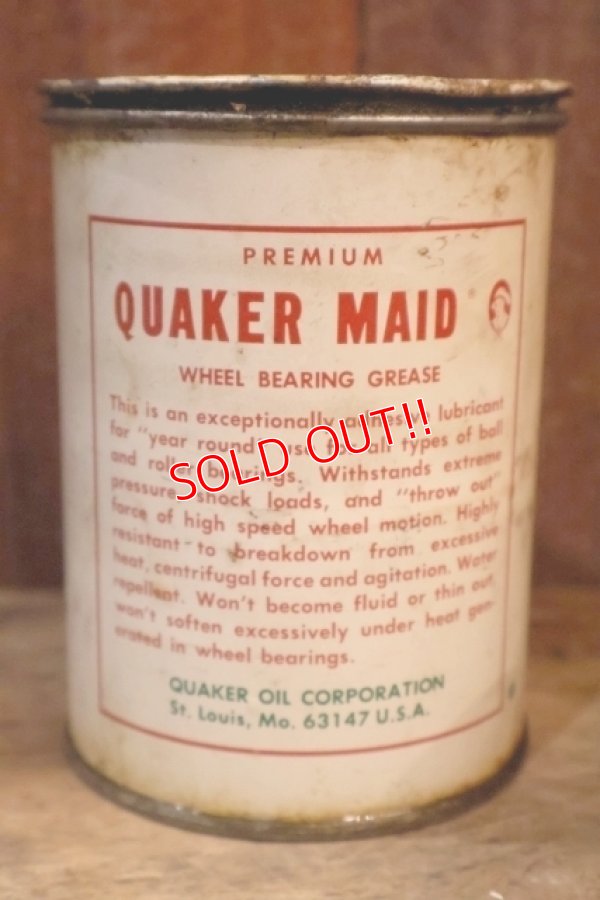 PREMIUM
QUAKER MAID®
WHEEL BEARING GREASE
This is an exceptionally adhesive lubricant
for "year round" use for all types of ball
and roller bearings. Withstands extreme
pressure, shock loads, and "throw out"
force of high speed wheel motion. Highly
resistant to breakdown from excessive
heat, centrifugal force and agitation. Water
repellent. Won't become fluid or thin out,
won't soften excessively under heat gen-
erated in wheel bearings.
QUAKER OIL CORPORATION
St. Louis, Mo. 63147 U.S.A.
SOLD OUT!!